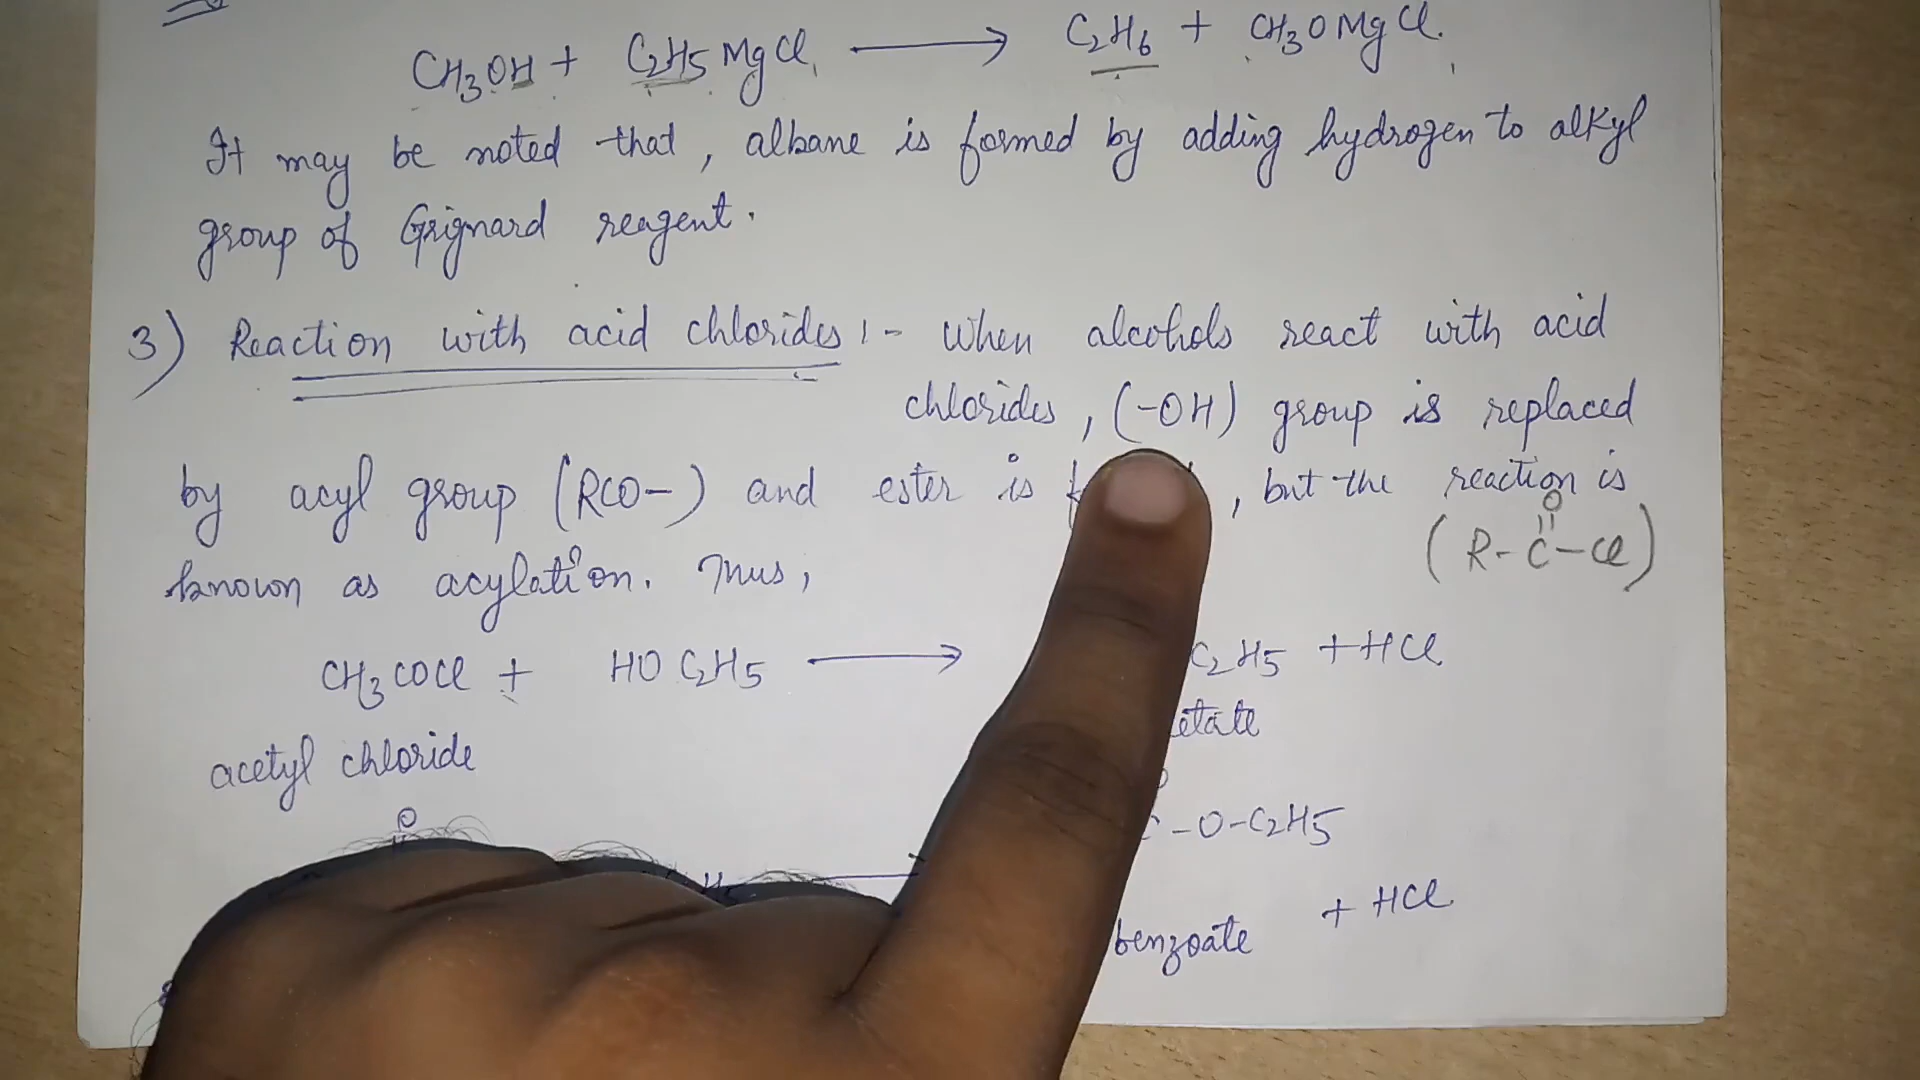 CH3OH + C2H5MgCl ⟶ C2H6 + CH3OMgCl.
It may be noted that, alkane is formed by adding hydrogen to alkyl
group of Grignard reagent.
3) Reaction with acid chlorides :- When alcohols react with acid
chlorides, (-OH) group is replaced
by acyl group (RCO-) and ester is , but the reaction is
known as acylation. Thus,
(R-C-Cl)
O
CH3COCl + HOC2H5 ⟶ C2H5 + HCl
acetyl chloride
O
-O-C2H5
benzoate + HCl